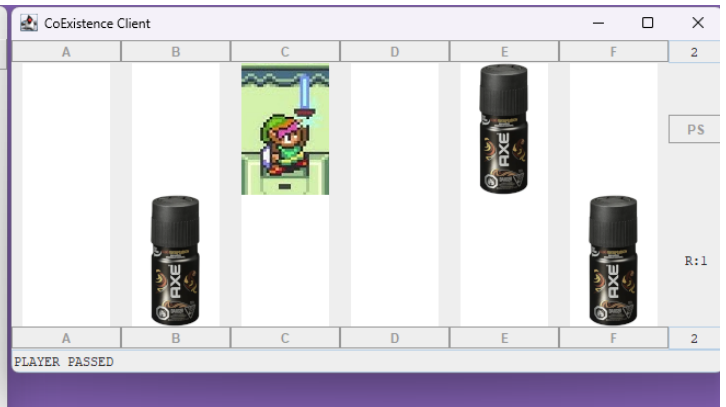 CoExistence Client
A B C D E F 2
AXE
PS
AXE
AXE
R:1
A B C D E F 2
PLAYER PASSED